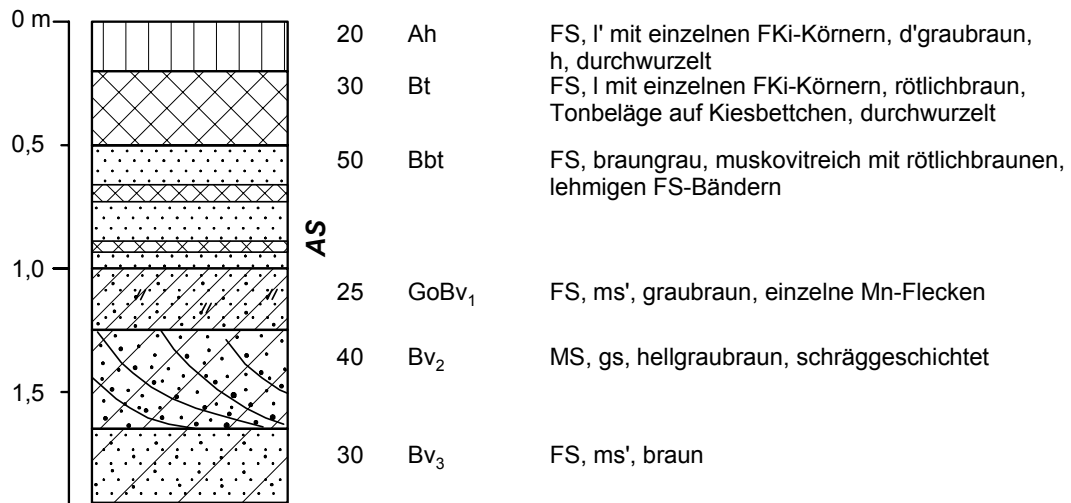 0 m
20 Ah FS, l' mit einzelnen FKi-Körnern, d'graubraun,
h, durchwurzelt
30 Bt FS, l mit einzelnen FKi-Körnern, rötlichbraun,
Tonbeläge auf Kiesbettchen, durchwurzelt
0,5
50 Bbt FS, braungrau, muskovitreich mit rötlichbraunen,
lehmigen FS-Bändern
AS
1,0
25 GoBv1 FS, ms', graubraun, einzelne Mn-Flecken
40 Bv2 MS, gs, hellgraubraun, schräggeschichtet
1,5
30 Bv3 FS, ms', braun